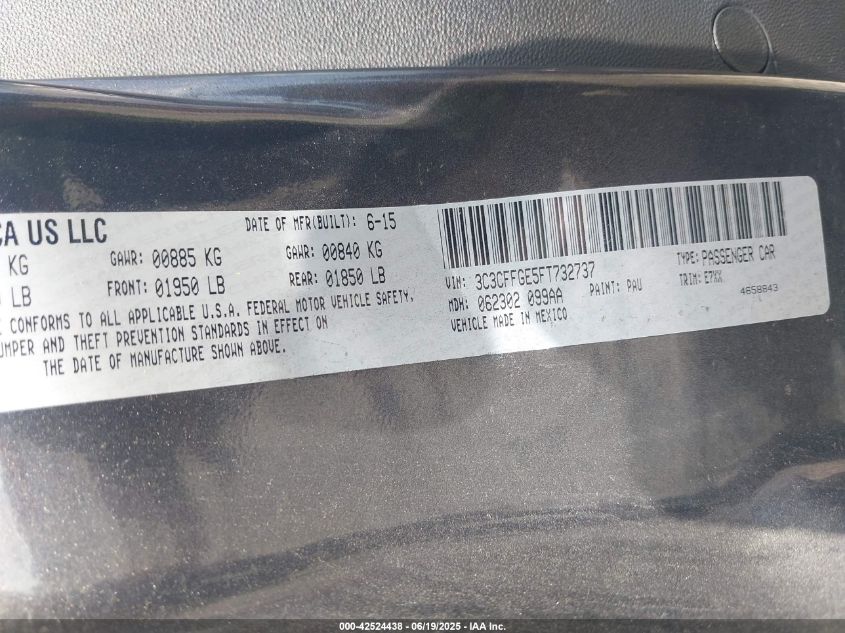 CA US LLC
DATE OF MFR(BUILT): 6-15
KG GAWR: 00885 KG GAWR: 00840 KG
LB FRONT: 01950 LB REAR: 01850 LB
CONFORMS TO ALL APPLICABLE U.S.A. FEDERAL MOTOR VEHICLE SAFETY,
UMPER AND THEFT PREVENTION STANDARDS IN EFFECT ON
THE DATE OF MANUFACTURE SHOWN ABOVE.
VIN: 3C3CFFGE5FT732737 TYPE: PASSENGER CAR
MDH: 062302 099AA PAINT: PAU TRIM: E7XX
VEHICLE MADE IN MEXICO 4658843
000-42524438 - 06/19/2025 - IAA Inc.